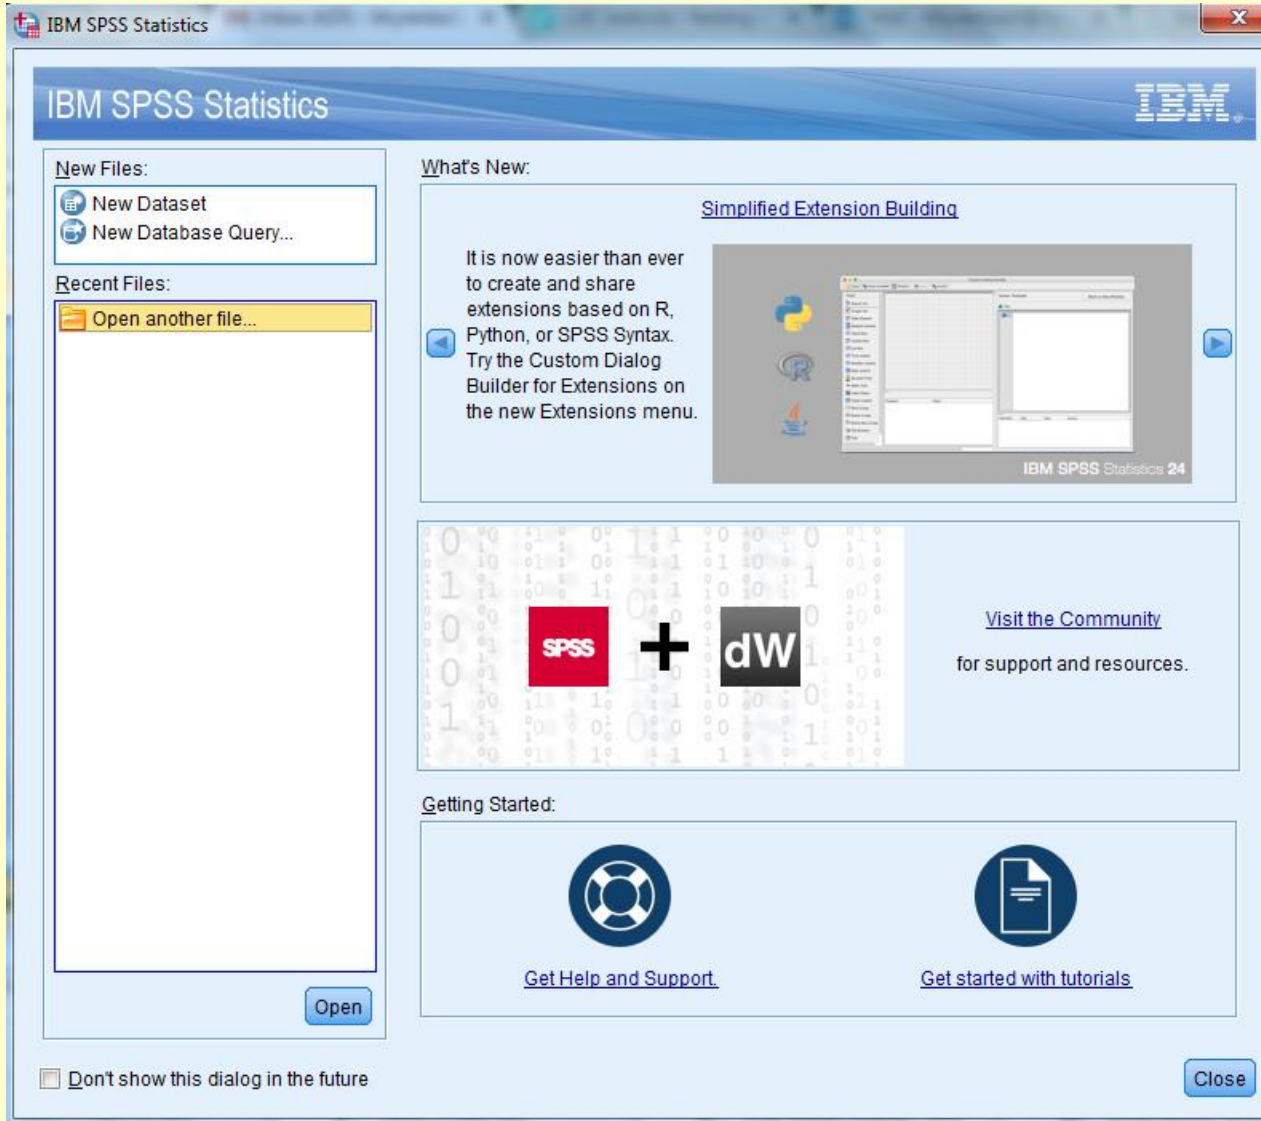 IBM SPSS Statistics
IBM SPSS Statistics
IBM
New Files:
New Dataset
New Database Query...
Recent Files:
Open another file...
Open
What's New:
Simplified Extension Building
It is now easier than ever
to create and share
extensions based on R,
Python, or SPSS Syntax.
Try the Custom Dialog
Builder for Extensions on
the new Extensions menu.
IBM SPSS Statistics 24
SPSS + dW
Visit the Community
for support and resources.
Getting Started:
Get Help and Support.
Get started with tutorials
Don't show this dialog in the future
Close